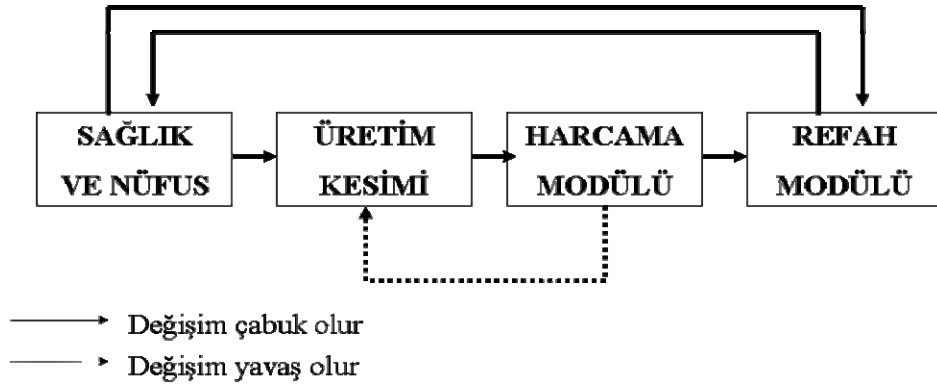 SAĞLIK
VE NÜFUS
ÜRETİM
KESİMİ
HARCAMA
MODÜLÜ
REFAH
MODÜLÜ
Değişim çabuk olur
Değişim yavaş olur